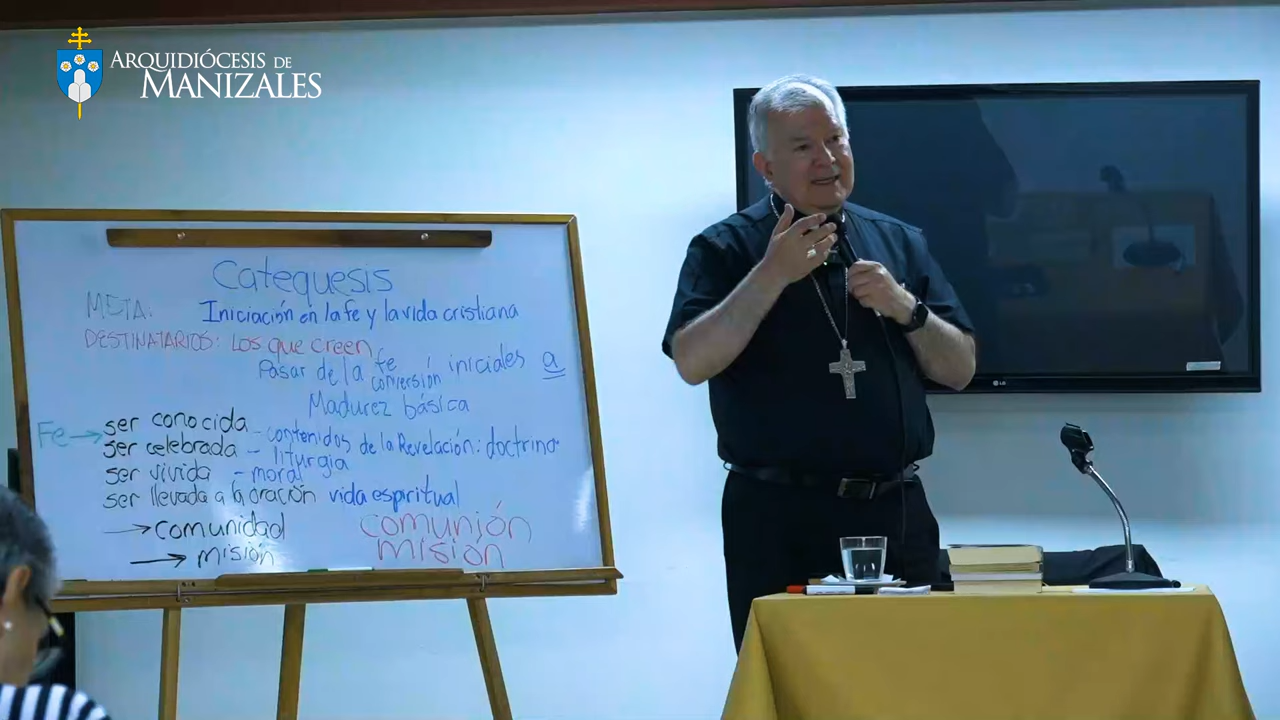 ARQUIDIÓCESIS DE
MANIZALES
Catequesis
META: Iniciación en la fe y la vida cristiana
DESTINATARIOS: Los que creen
Pasar de la fe y conversión iniciales a
Madurez básica
Fe → ser conocida - contenidos de la Revelación: doctrina
ser celebrada - liturgia
ser vivida - moral
ser llevada a la oración vida espiritual
→ comunidad comunión
→ misión misión
LG